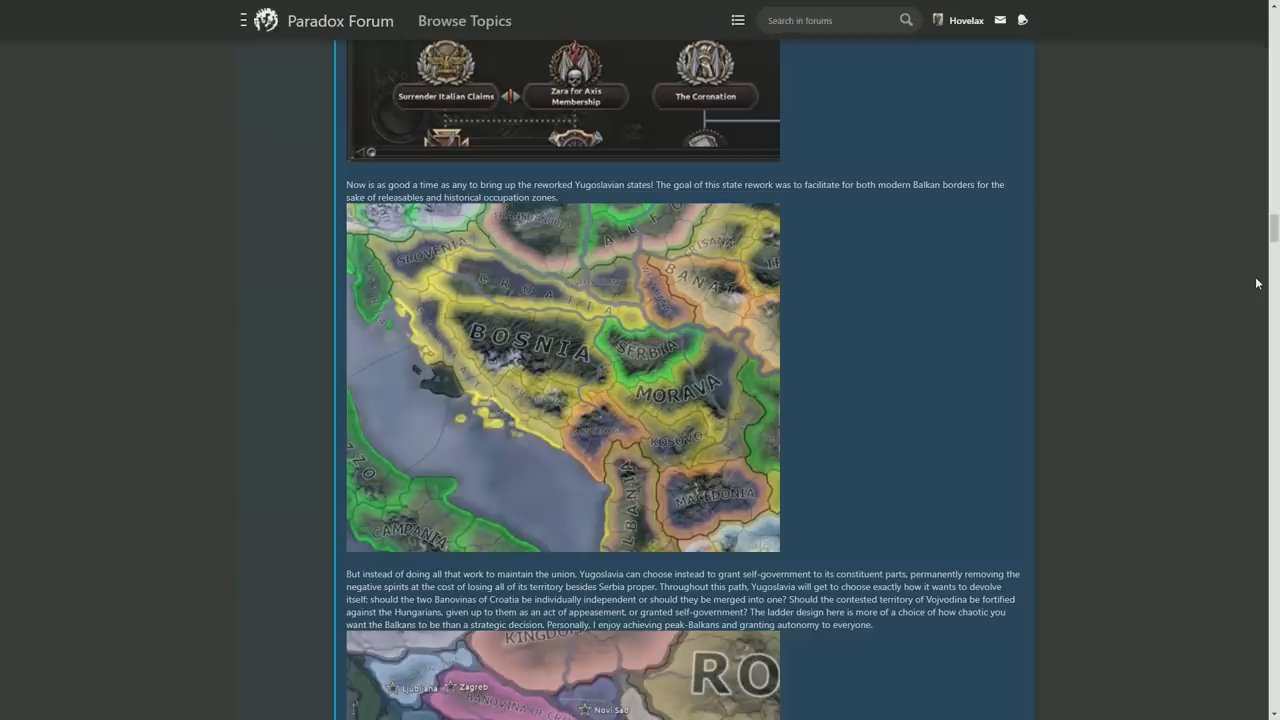 Paradox Forum
Browse Topics
Search in forums
Hovelax
Surrender Italian Claims
Zara for Axis
Membership
The Coronation
Now is as good a time as any to bring up the reworked Yugoslavian states! The goal of this state rework was to facilitate for both modern Balkan borders for the
sake of releasables and historical occupation zones.
SLOVENIA
CROATIA
BANAT
CRISANA
BOSNIA
SERBIA
MORAVA
KOSOVO
MACEDONIA
CAMPANIA
But instead of doing all that work to maintain the union, Yugoslavia can choose instead to grant self-government to its constituent parts, permanently removing the
negative spirits at the cost of losing all of its territory besides Serbia proper. Throughout this path, Yugoslavia will get to choose exactly how it wants to devolve
itself; should the two Banovinas of Croatia be individually independent or should they be merged into one? Should the contested territory of Vojvodina be fortified
against the Hungarians, given up to them as an act of appeasement, or granted self-government? The ladder design here is more of a choice of how chaotic you
want the Balkans to be than a strategic decision. Personally, I enjoy achieving peak-Balkans and granting autonomy to everyone.
KINGDO
RO
Ljubljana
Zagreb
BANOVINA OF CR
Novi Sad